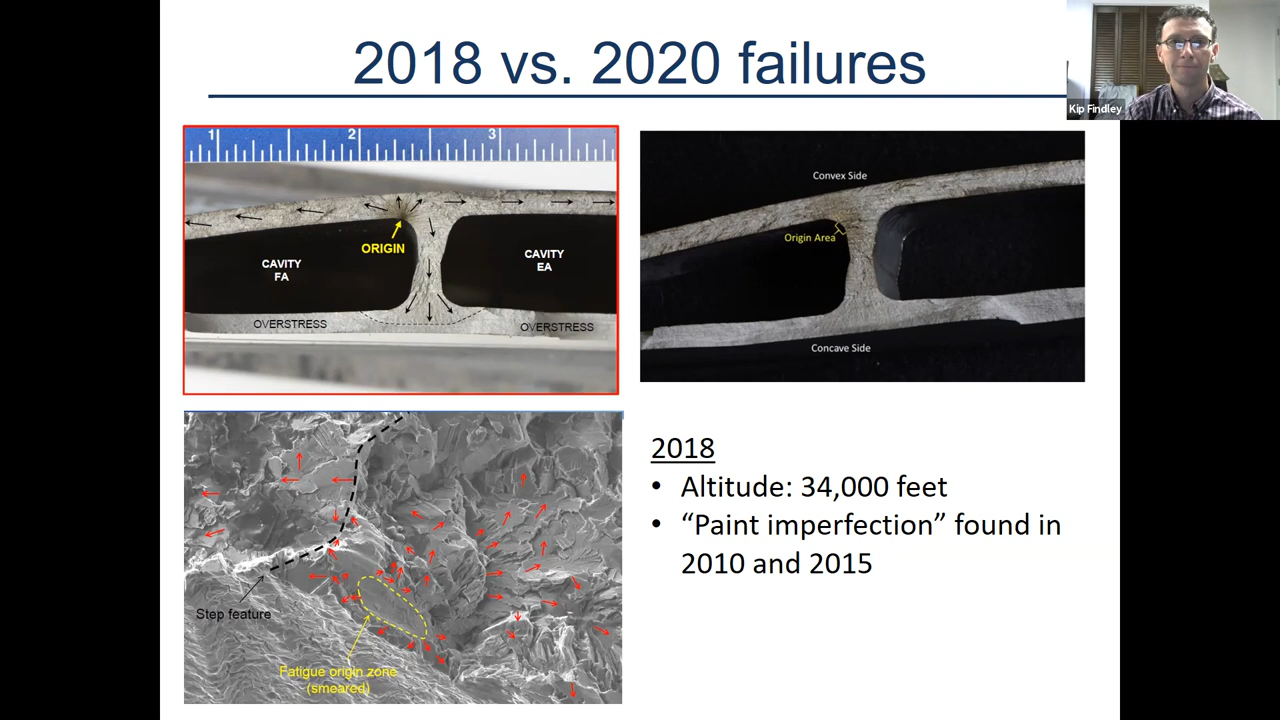 2018 vs. 2020 failures
Kip Findley
1 2 3
ORIGIN
CAVITY
FA
CAVITY
EA
OVERSTRESS
OVERSTRESS
Convex Side
Origin Area
Concave Side
Step feature
Fatigue origin zone
(smeared)
2018
• Altitude: 34,000 feet
• “Paint imperfection” found in
2010 and 2015